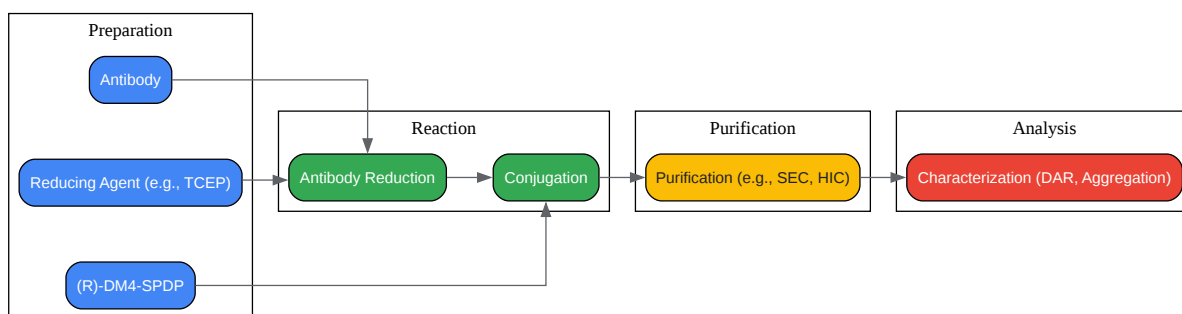 Preparation
Antibody
Reducing Agent (e.g., TCEP)
(R)-DM4-SPDP
Reaction
Antibody Reduction
Conjugation
Purification
Purification (e.g., SEC, HIC)
Analysis
Characterization (DAR, Aggregation)